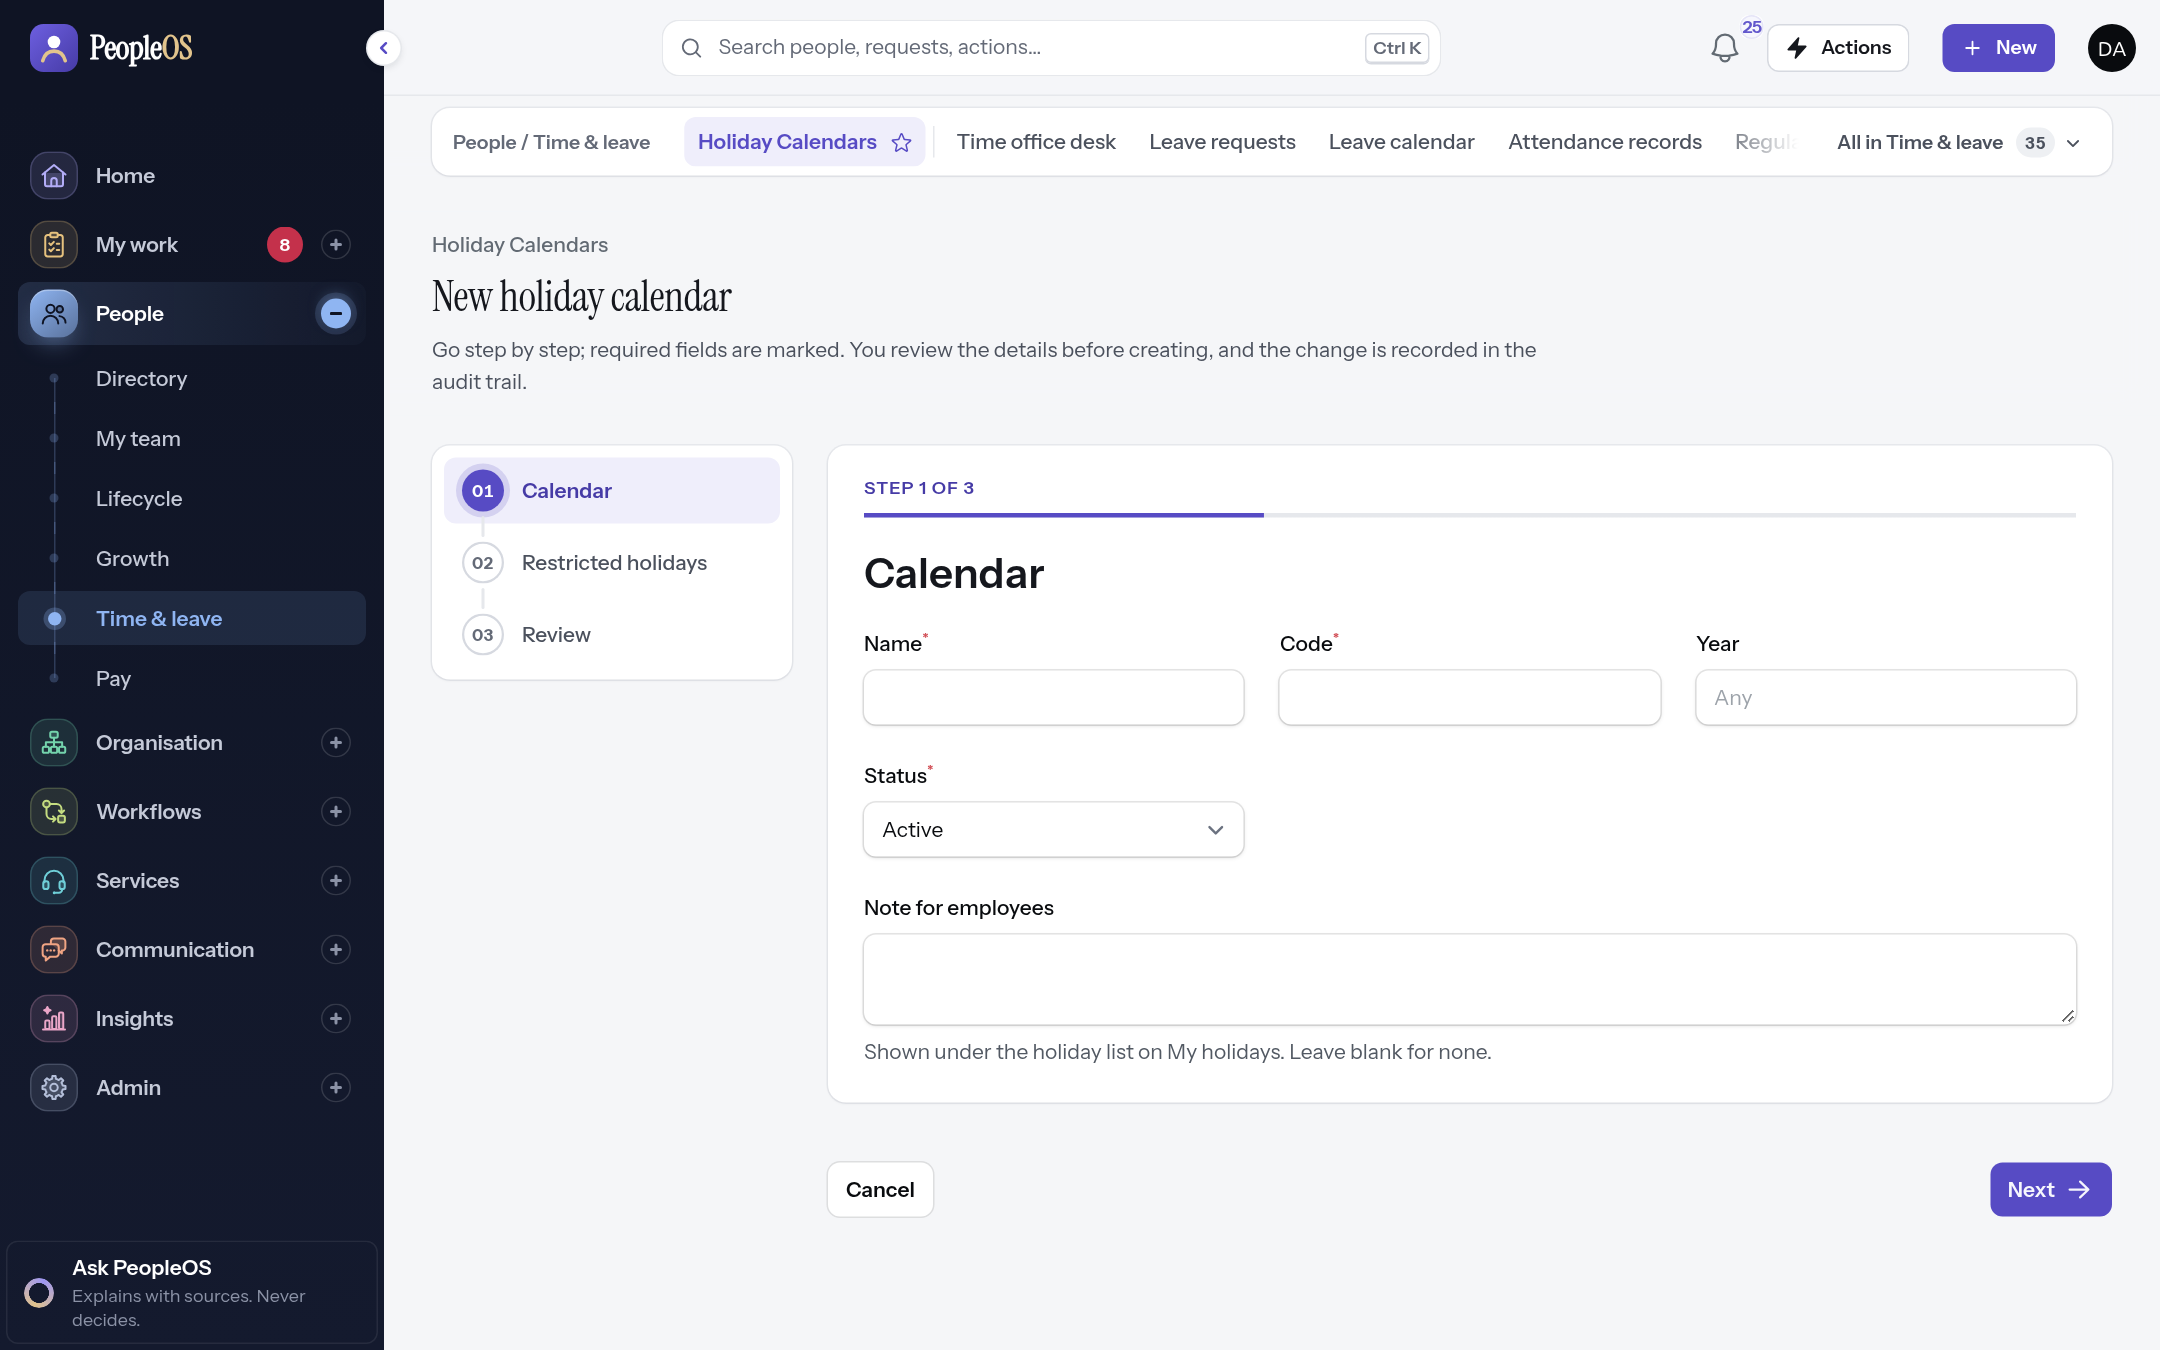 PeopleOS
Search people, requests, actions...
Ctrl K
25
Actions
New
DA
Home
My work
8
People
Directory
My team
Lifecycle
Growth
Time & leave
Pay
Organisation
Workflows
Services
Communication
Insights
Admin
Ask PeopleOS
Explains with sources. Never
decides.
People / Time & leave
Holiday Calendars
Time office desk
Leave requests
Leave calendar
Attendance records
Regula
All in Time & leave
35
Holiday Calendars
New holiday calendar
Go step by step; required fields are marked. You review the details before creating, and the change is recorded in the
audit trail.
01 Calendar
02 Restricted holidays
03 Review
STEP 1 OF 3
Calendar
Name*
Code*
Year
Any
Status*
Active
Note for employees
Shown under the holiday list on My holidays. Leave blank for none.
Cancel
Next